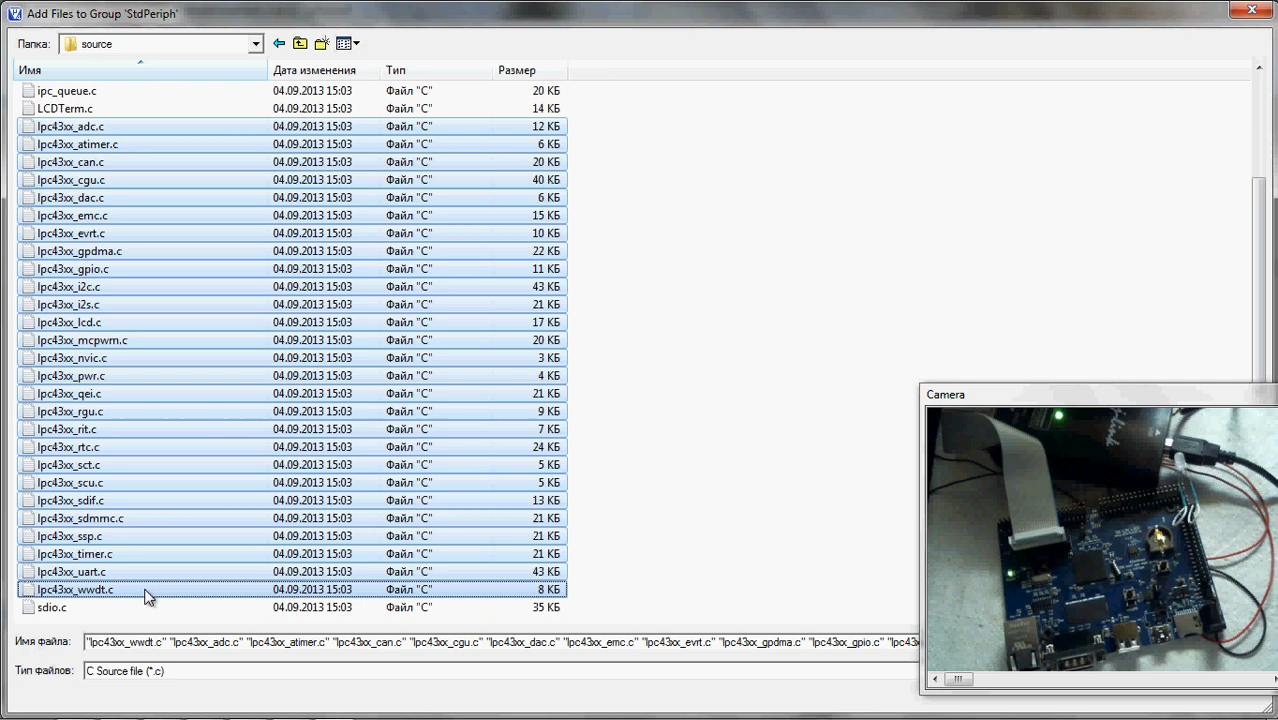 Add Files to Group 'StdPeriph'
Папка: source
Имя Дата изменения Тип Размер
ipc_queue.c 04.09.2013 15:03 Файл "C" 20 КБ
LCDTerm.c 04.09.2013 15:03 Файл "C" 14 КБ
lpc43xx_adc.c 04.09.2013 15:03 Файл "C" 12 КБ
lpc43xx_atimer.c 04.09.2013 15:03 Файл "C" 6 КБ
lpc43xx_can.c 04.09.2013 15:03 Файл "C" 20 КБ
lpc43xx_cgu.c 04.09.2013 15:03 Файл "C" 40 КБ
lpc43xx_dac.c 04.09.2013 15:03 Файл "C" 6 КБ
lpc43xx_emc.c 04.09.2013 15:03 Файл "C" 15 КБ
lpc43xx_evrt.c 04.09.2013 15:03 Файл "C" 10 КБ
lpc43xx_gpdma.c 04.09.2013 15:03 Файл "C" 22 КБ
lpc43xx_gpio.c 04.09.2013 15:03 Файл "C" 11 КБ
lpc43xx_i2c.c 04.09.2013 15:03 Файл "C" 43 КБ
lpc43xx_i2s.c 04.09.2013 15:03 Файл "C" 21 КБ
lpc43xx_lcd.c 04.09.2013 15:03 Файл "C" 17 КБ
lpc43xx_mcpwm.c 04.09.2013 15:03 Файл "C" 20 КБ
lpc43xx_nvic.c 04.09.2013 15:03 Файл "C" 3 КБ
lpc43xx_pwr.c 04.09.2013 15:03 Файл "C" 4 КБ
lpc43xx_qei.c 04.09.2013 15:03 Файл "C" 21 КБ
lpc43xx_rgu.c 04.09.2013 15:03 Файл "C" 9 КБ
lpc43xx_rit.c 04.09.2013 15:03 Файл "C" 7 КБ
lpc43xx_rtc.c 04.09.2013 15:03 Файл "C" 24 КБ
lpc43xx_sct.c 04.09.2013 15:03 Файл "C" 5 КБ
lpc43xx_scu.c 04.09.2013 15:03 Файл "C" 5 КБ
lpc43xx_sdif.c 04.09.2013 15:03 Файл "C" 13 КБ
lpc43xx_sdmmc.c 04.09.2013 15:03 Файл "C" 21 КБ
lpc43xx_ssp.c 04.09.2013 15:03 Файл "C" 21 КБ
lpc43xx_timer.c 04.09.2013 15:03 Файл "C" 21 КБ
lpc43xx_uart.c 04.09.2013 15:03 Файл "C" 43 КБ
lpc43xx_wwdt.c 04.09.2013 15:03 Файл "C" 8 КБ
sdio.c 04.09.2013 15:03 Файл "C" 35 КБ
Имя файла: "lpc43xx_wwdt.c" "lpc43xx_adc.c" "lpc43xx_atimer.c" "lpc43xx_can.c" "lpc43xx_cgu.c" "lpc43xx_dac.c" "lpc43xx_emc.c" "lpc43xx_evrt.c" "lpc43xx_gpdma.c" "lpc43xx_gpio.c" "lpc43x
Тип файлов: C Source file (*.c)
Camera